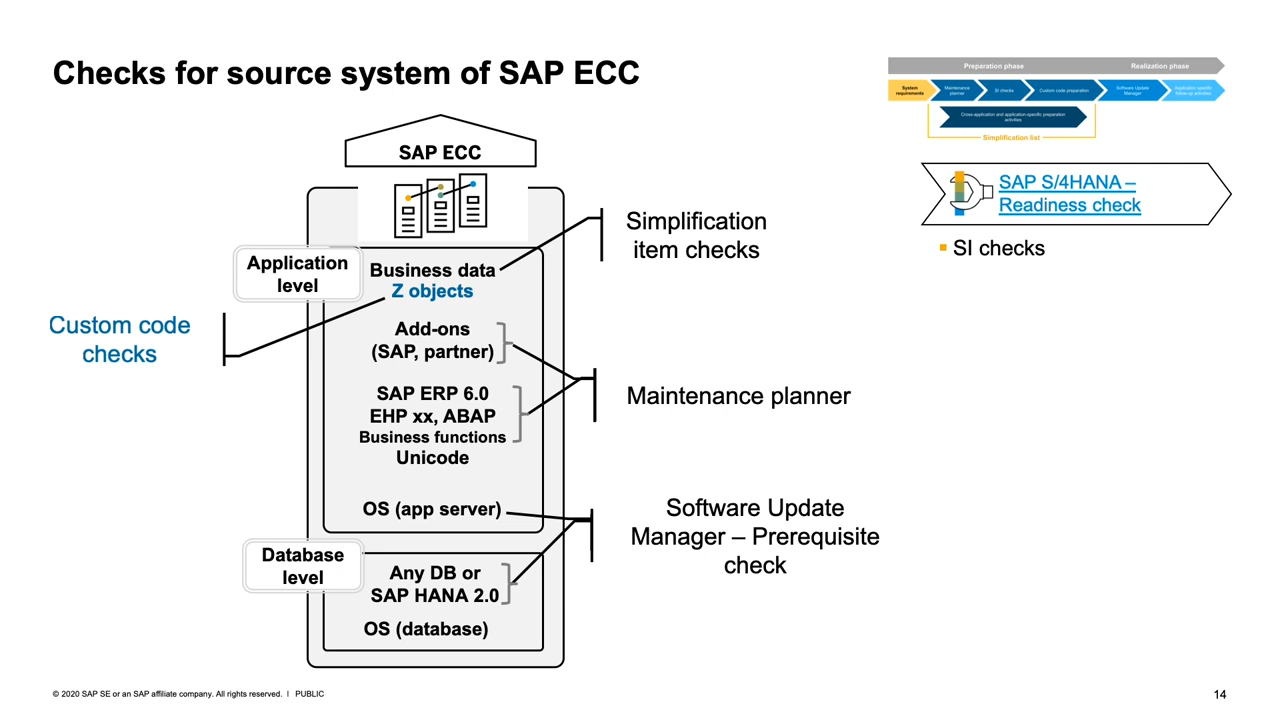 Checks for source system of SAP ECC
Preparation phase
Realization phase
System
requirements
Maintenance
planner
SI checks
Custom code preparation
Software Update
Manager
Application specific
follow-up activities
Cross-application and application-specific preparation
activities
Simplification list
SAP S/4HANA –
Readiness check
SI checks
SAP ECC
Application
level
Business data
Z objects
Add-ons
(SAP, partner)
SAP ERP 6.0
EHP xx, ABAP
Business functions
Unicode
OS (app server)
Database
level
Any DB or
SAP HANA 2.0
OS (database)
Custom code
checks
Simplification
item checks
Maintenance planner
Software Update
Manager – Prerequisite
check
© 2020 SAP SE or an SAP affiliate company. All rights reserved. I PUBLIC
14